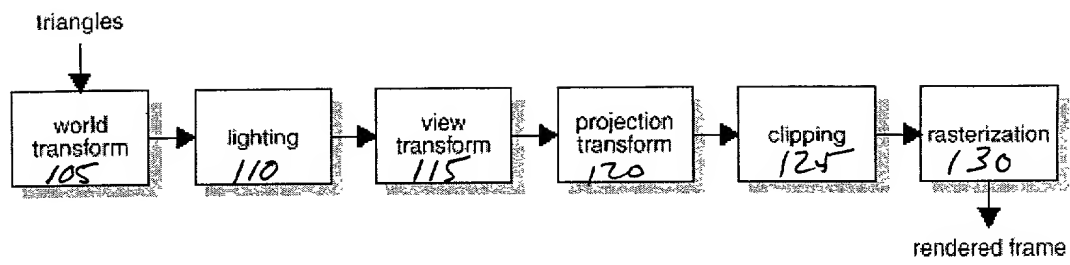 triangles
world
transform
105
lighting
110
view
transform
115
projection
transform
120
clipping
125
rasterization
130
rendered frame